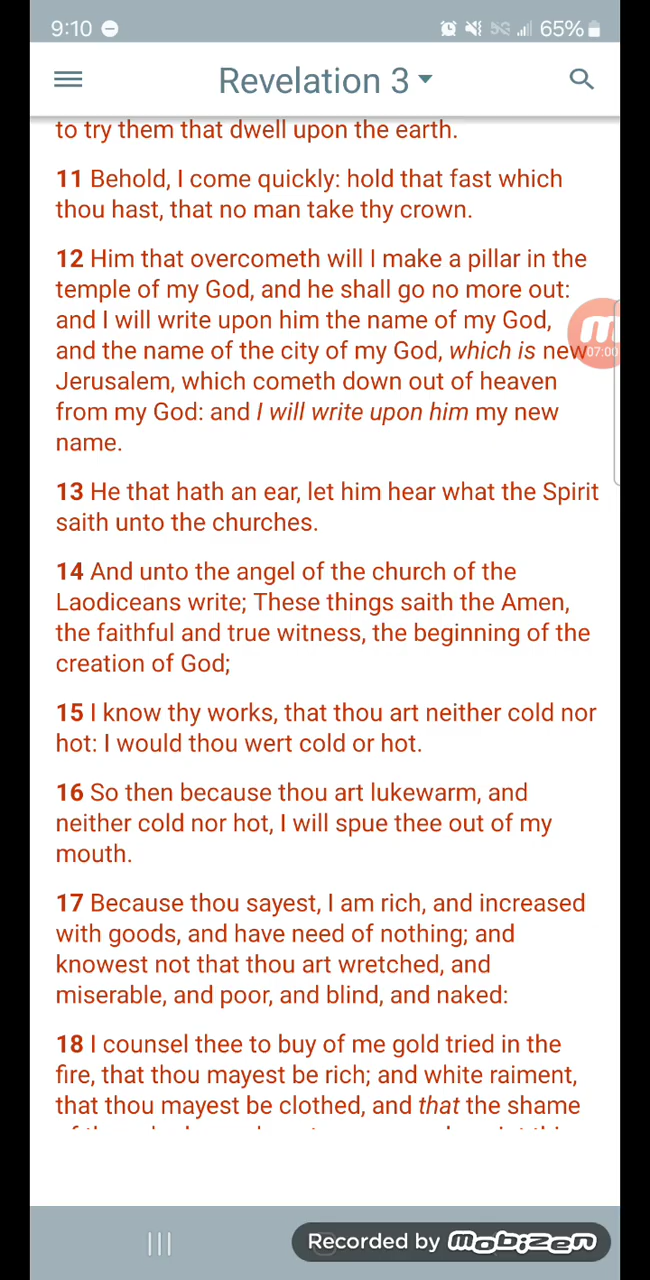 9:10
5G 65%
Revelation 3
to try them that dwell upon the earth.
11 Behold, I come quickly: hold that fast which
thou hast, that no man take thy crown.
12 Him that overcometh will I make a pillar in the
temple of my God, and he shall go no more out:
and I will write upon him the name of my God,
and the name of the city of my God, which is new
07:00
Jerusalem, which cometh down out of heaven
from my God: and I will write upon him my new
name.
13 He that hath an ear, let him hear what the Spirit
saith unto the churches.
14 And unto the angel of the church of the
Laodiceans write; These things saith the Amen,
the faithful and true witness, the beginning of the
creation of God;
15 I know thy works, that thou art neither cold nor
hot: I would thou wert cold or hot.
16 So then because thou art lukewarm, and
neither cold nor hot, I will spue thee out of my
mouth.
17 Because thou sayest, I am rich, and increased
with goods, and have need of nothing; and
knowest not that thou art wretched, and
miserable, and poor, and blind, and naked:
18 I counsel thee to buy of me gold tried in the
fire, that thou mayest be rich; and white raiment,
that thou mayest be clothed, and that the shame
Recorded by mobizen